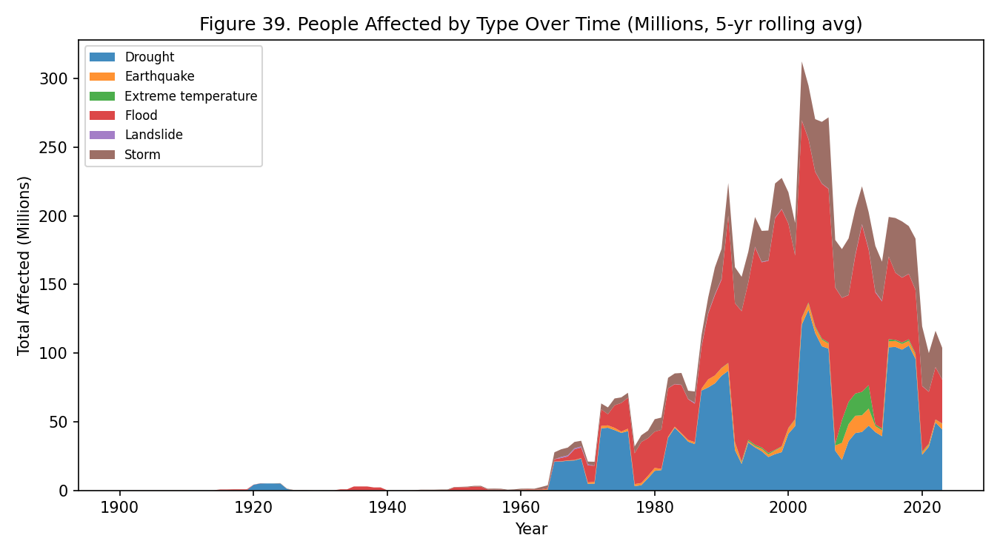 Figure 39. People Affected by Type Over Time (Millions, 5-yr rolling avg)
Drought
Earthquake
Extreme temperature
Flood
Landslide
Storm
Total Affected (Millions)
300
250
200
150
100
50
0
1900 1920 1940 1960 1980 2000 2020
Year